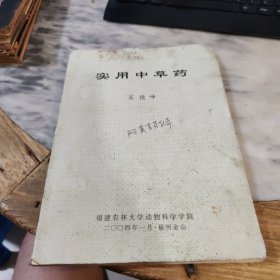 实用中草药
福建农林大学动物科学学院
二〇〇四年一月·福州金山